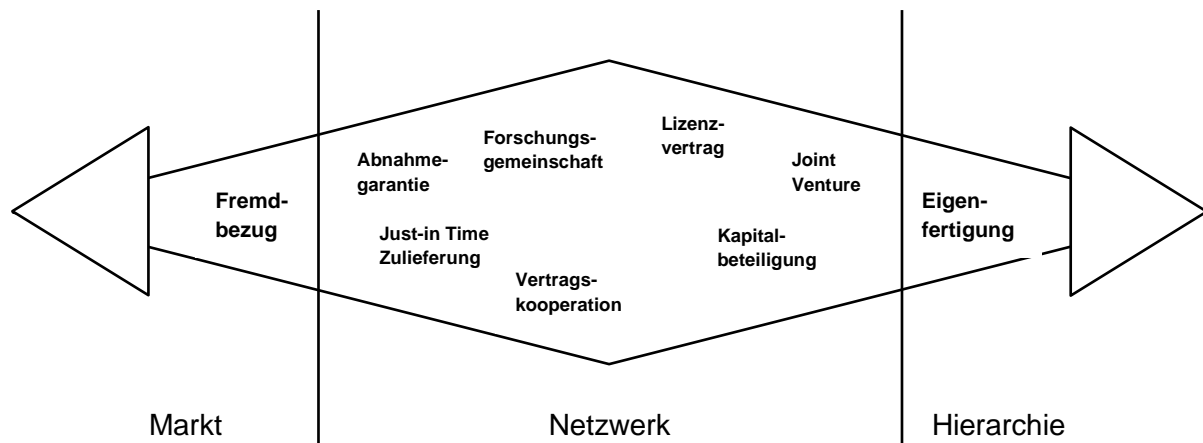 Fremd-
bezug
Abnahme-
garantie
Just-in Time
Zulieferung
Forschungs-
gemeinschaft
Vertrags-
kooperation
Lizenz-
vertrag
Kapital-
beteiligung
Joint
Venture
Eigen-
fertigung
Markt
Netzwerk
Hierarchie